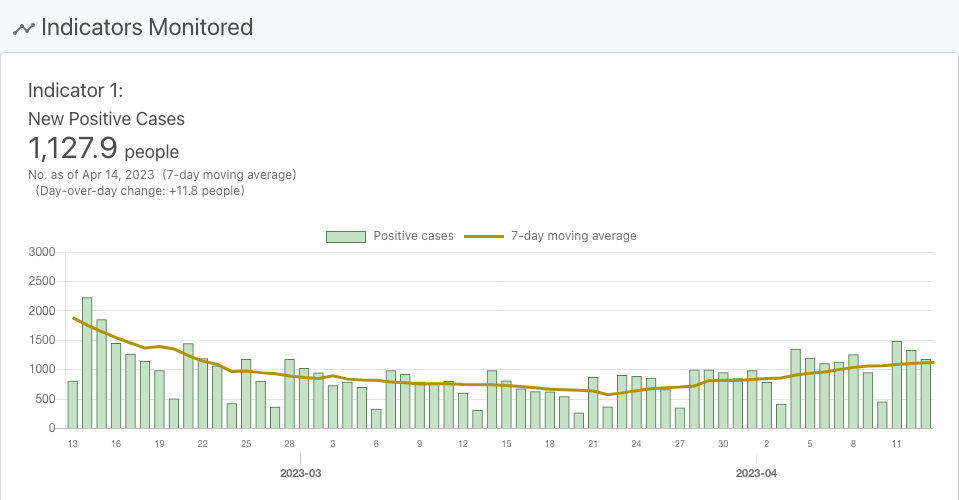 Indicators Monitored
Indicator 1:
New Positive Cases
1,127.9 people
No. as of Apr 14, 2023 (7-day moving average)
(Day-over-day change: +11.8 people)
Positive cases 7-day moving average
3000
2500
2000
1500
1000
500
0
13 16 19 22 25 28 3 6 9 12 15 18 21 24 27 30 2 5 8 11
2023-03 2023-04